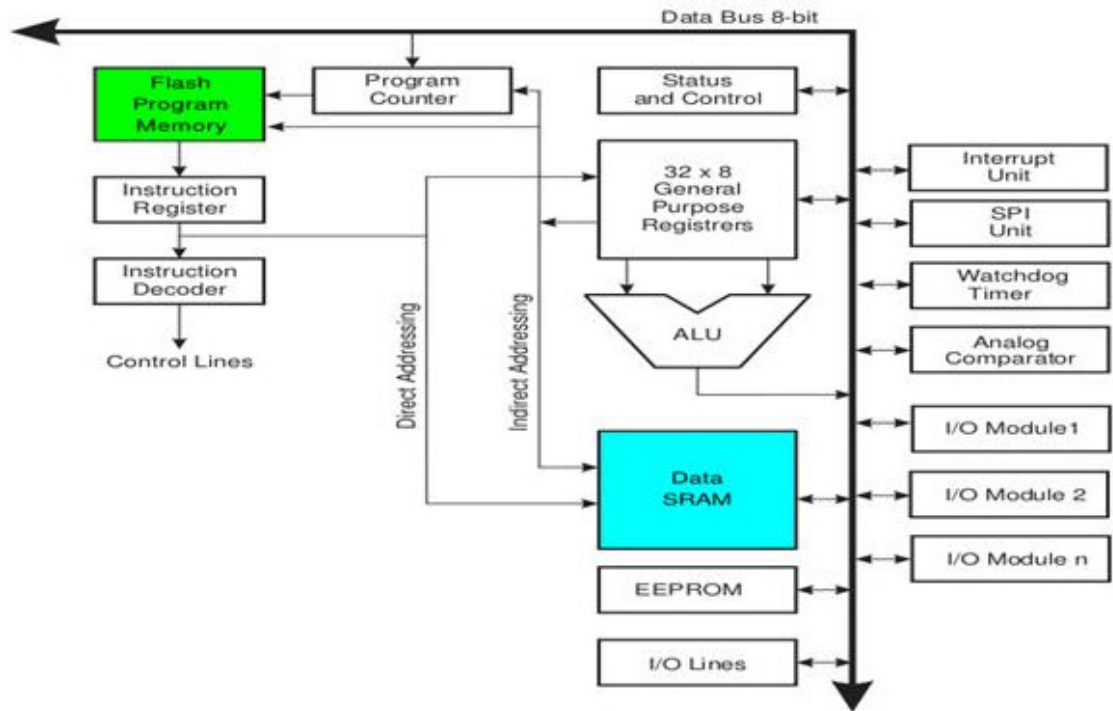 Data Bus 8-bit
Flash
Program
Memory
Program
Counter
Status
and Control
Instruction
Register
32 x 8
General
Purpose
Registrers
Interrupt
Unit
SPI
Unit
Instruction
Decoder
Watchdog
Timer
Control Lines
ALU
Analog
Comparator
Direct Addressing
Indirect Addressing
I/O Module1
Data
SRAM
I/O Module 2
I/O Module n
EEPROM
I/O Lines